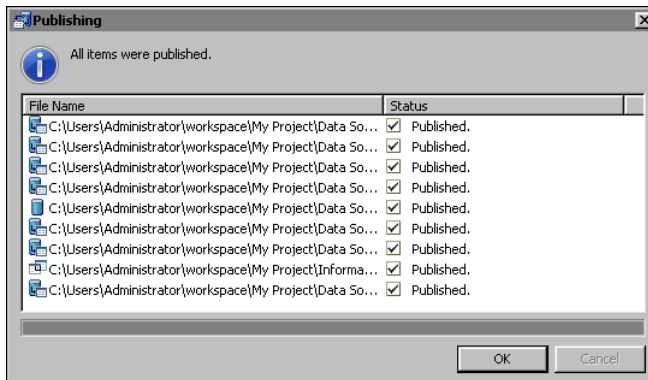 Publishing
All items were published.
File Name Status
C:\Users\Administrator\workspace\My Project\Data So... Published.
C:\Users\Administrator\workspace\My Project\Data So... Published.
C:\Users\Administrator\workspace\My Project\Data So... Published.
C:\Users\Administrator\workspace\My Project\Data So... Published.
C:\Users\Administrator\workspace\My Project\Data So... Published.
C:\Users\Administrator\workspace\My Project\Data So... Published.
C:\Users\Administrator\workspace\My Project\Data So... Published.
C:\Users\Administrator\workspace\My Project\Informa... Published.
C:\Users\Administrator\workspace\My Project\Data So... Published.
OK Cancel